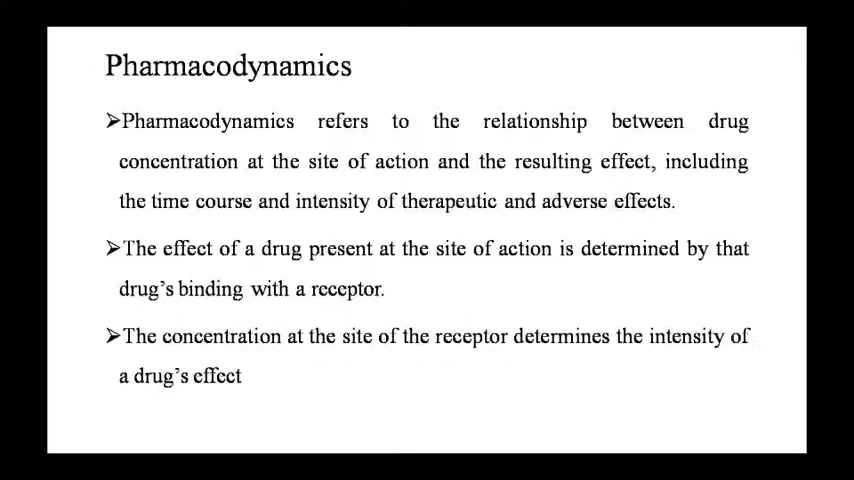 Pharmacodynamics
➢Pharmacodynamics refers to the relationship between drug
concentration at the site of action and the resulting effect, including
the time course and intensity of therapeutic and adverse effects.
➢The effect of a drug present at the site of action is determined by that
drug’s binding with a receptor.
➢The concentration at the site of the receptor determines the intensity of
a drug’s effect